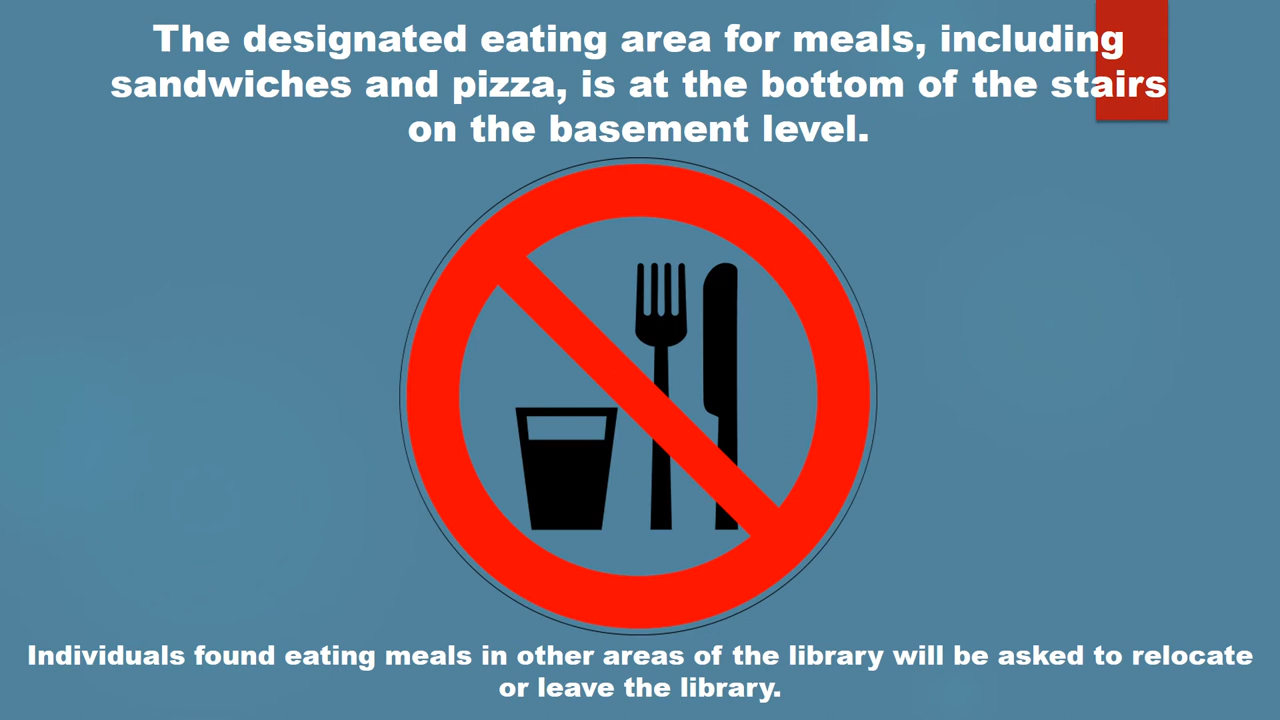 The designated eating area for meals, including
sandwiches and pizza, is at the bottom of the stairs
on the basement level.
Individuals found eating meals in other areas of the library will be asked to relocate
or leave the library.